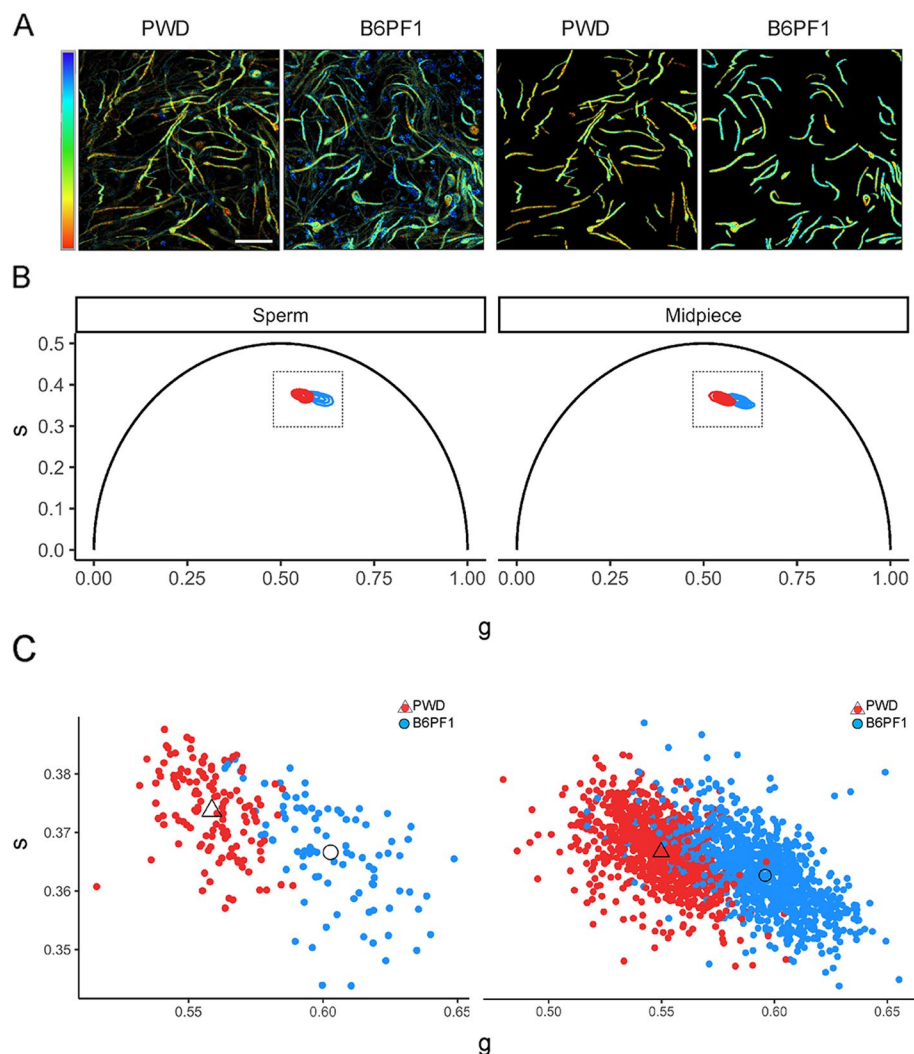 A
PWD B6PF1 PWD B6PF1
B
Sperm Midpiece
0.5
0.4
0.3
0.2
0.1
0.0
s
0.00 0.25 0.50 0.75 1.00 0.00 0.25 0.50 0.75 1.00
g
C
PWD PWD
B6PF1 B6PF1
0.38
0.37
0.36
0.35
s
0.55 0.60 0.65 0.50 0.55 0.60 0.65
g